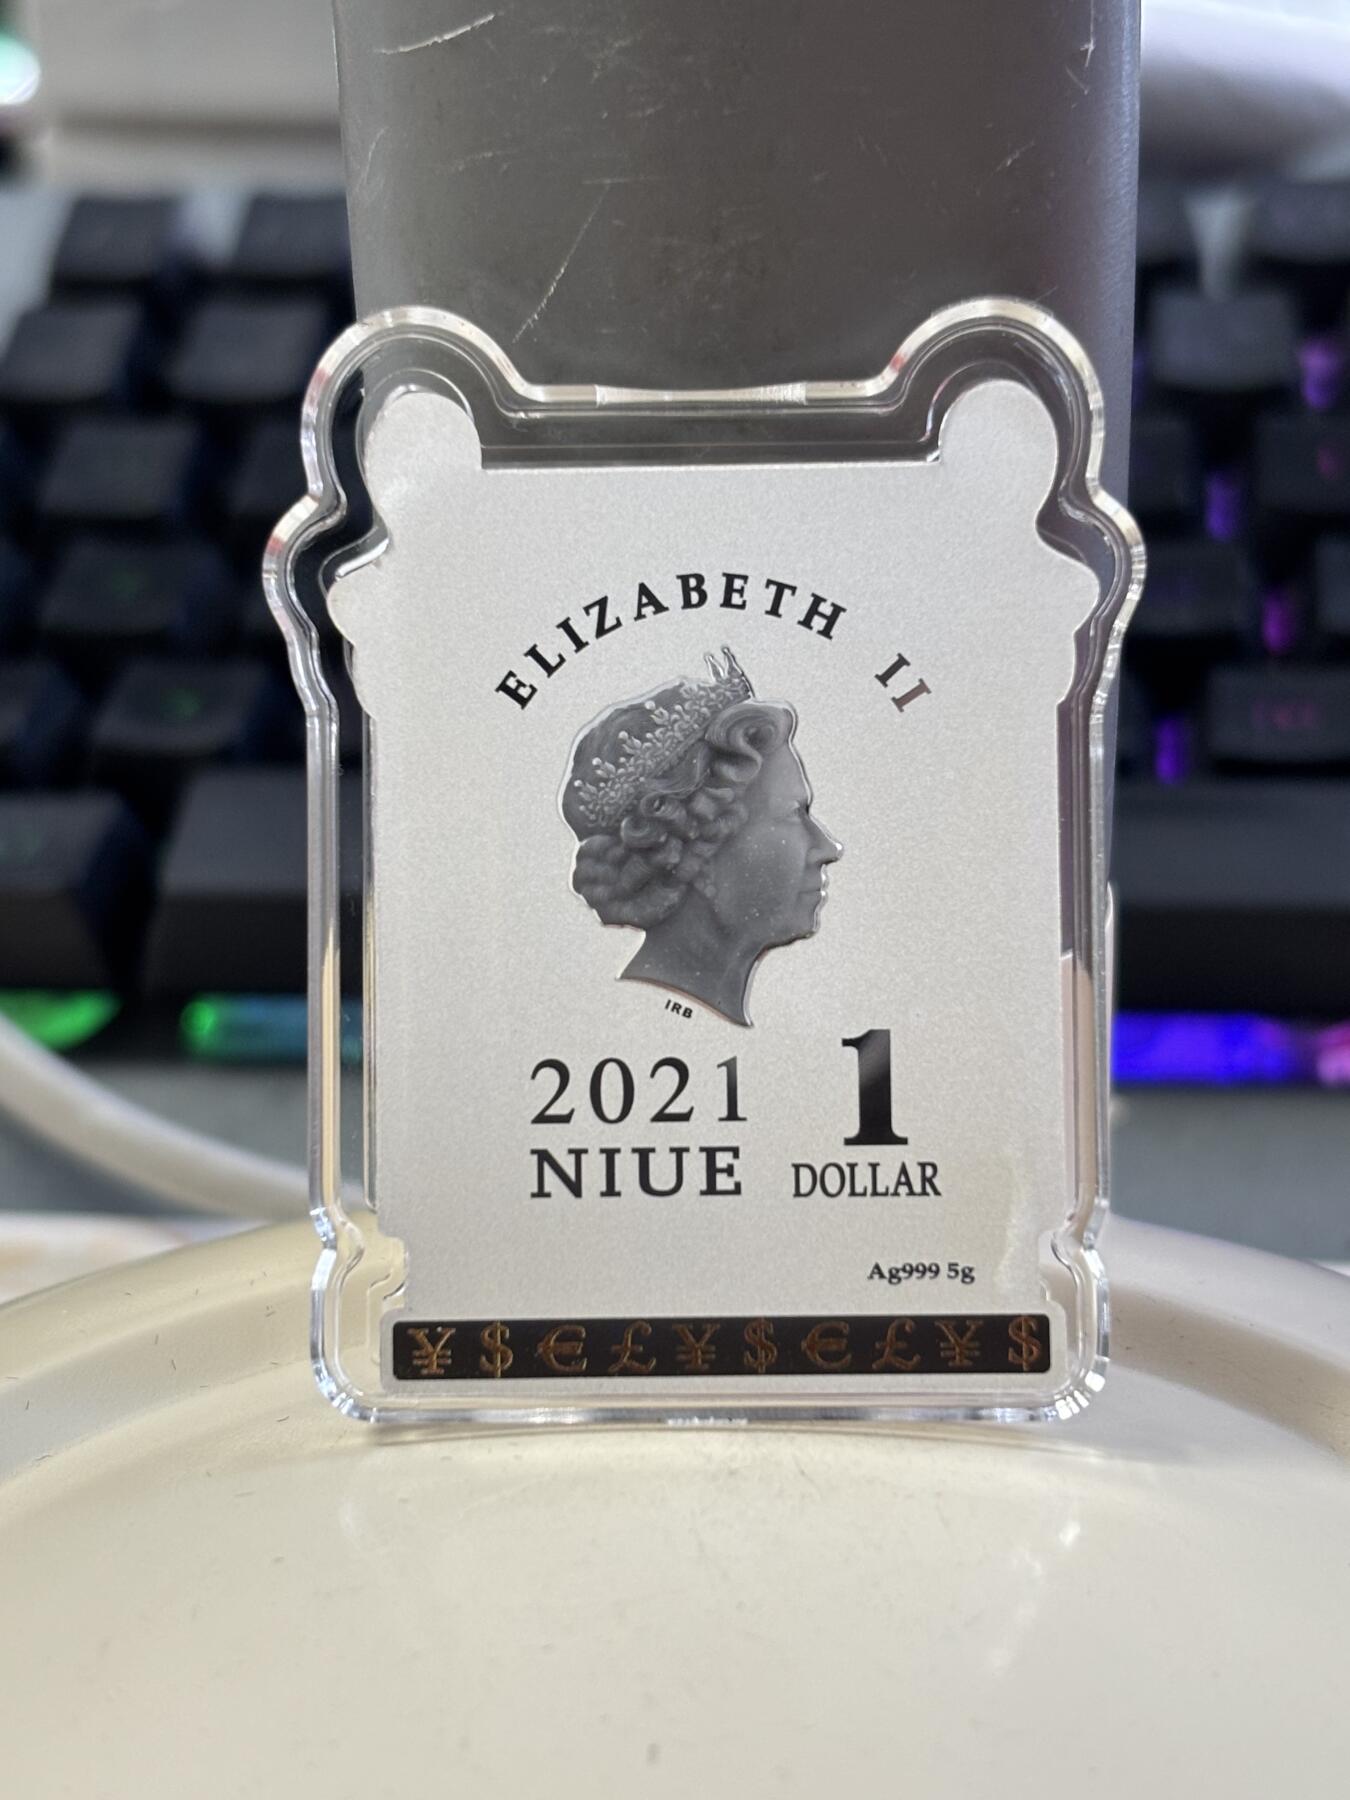 ELIZABETH II
IRB
2021
NIUE
1
DOLLAR
Ag999 5g
¥ $ € £ ¥ $ € £ ¥ $